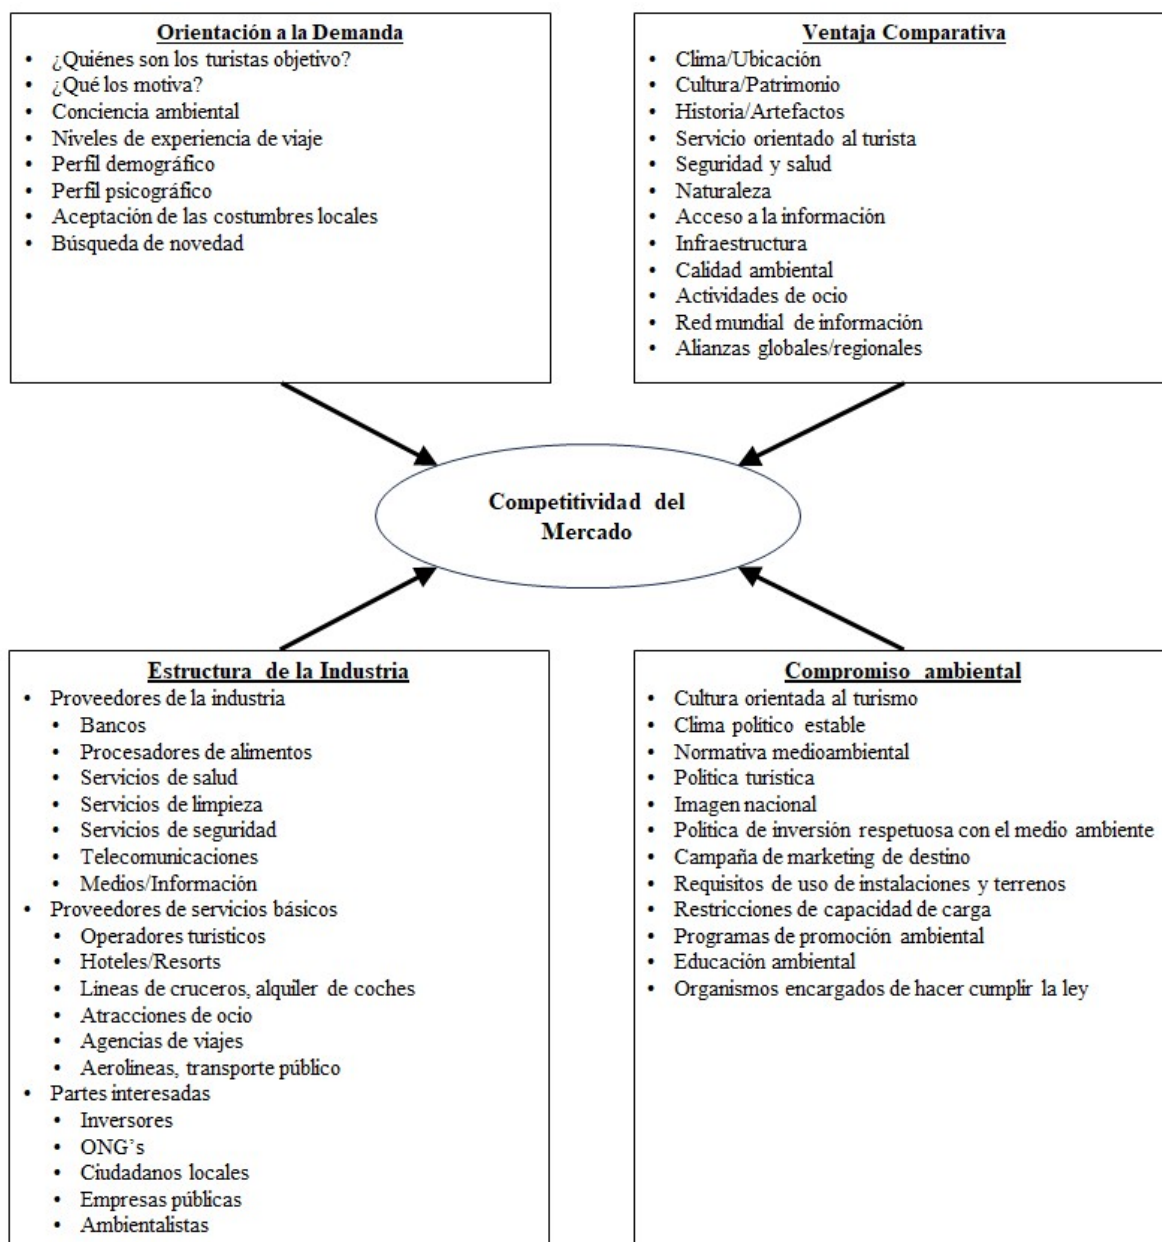 Orientación a la Demanda
• ¿Quiénes son los turistas objetivo?
• ¿Qué los motiva?
• Conciencia ambiental
• Niveles de experiencia de viaje
• Perfil demográfico
• Perfil psicográfico
• Aceptación de las costumbres locales
• Búsqueda de novedad
Ventaja Comparativa
• Clima/Ubicación
• Cultura/Patrimonio
• Historia/Artefactos
• Servicio orientado al turista
• Seguridad y salud
• Naturaleza
• Acceso a la información
• Infraestructura
• Calidad ambiental
• Actividades de ocio
• Red mundial de información
• Alianzas globales/regionales
Competitividad del
Mercado
Estructura de la Industria
• Proveedores de la industria
• Bancos
• Procesadores de alimentos
• Servicios de salud
• Servicios de limpieza
• Servicios de seguridad
• Telecomunicaciones
• Medios/Información
• Proveedores de servicios básicos
• Operadores turísticos
• Hoteles/Resorts
• Líneas de cruceros, alquiler de coches
• Atracciones de ocio
• Agencias de viajes
• Aerolíneas, transporte público
• Partes interesadas
• Inversores
• ONG’s
• Ciudadanos locales
• Empresas públicas
• Ambientalistas
Compromiso ambiental
• Cultura orientada al turismo
• Clima político estable
• Normativa medioambiental
• Política turística
• Imagen nacional
• Política de inversión respetuosa con el medio ambiente
• Campaña de marketing de destino
• Requisitos de uso de instalaciones y terrenos
• Restricciones de capacidad de carga
• Programas de promoción ambiental
• Educación ambiental
• Organismos encargados de hacer cumplir la ley